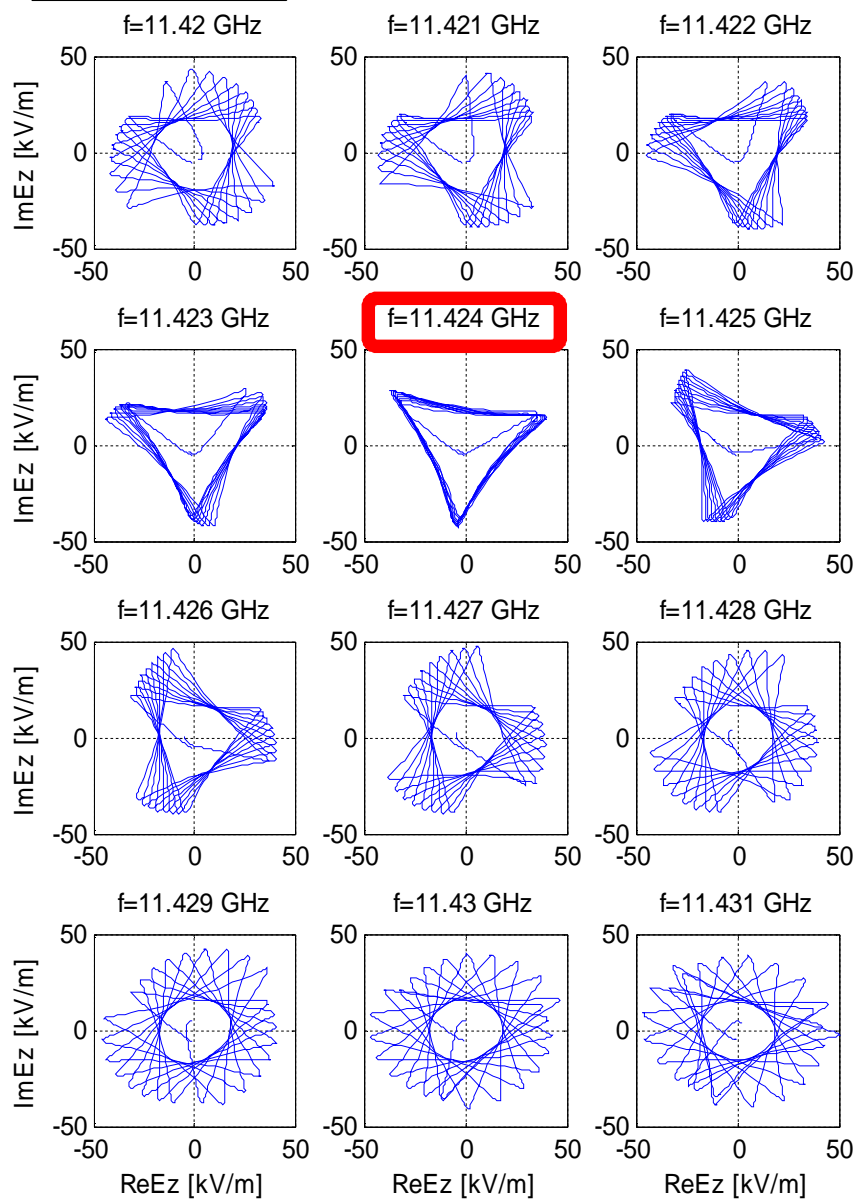 f=11.42 GHz f=11.421 GHz f=11.422 GHz
50 50 50
ImEz [kV/m]
0 0 0
-50 -50 -50
-50 0 50 -50 0 50 -50 0 50
f=11.423 GHz f=11.424 GHz f=11.425 GHz
50 50 50
ImEz [kV/m]
0 0 0
-50 -50 -50
-50 0 50 -50 0 50 -50 0 50
f=11.426 GHz f=11.427 GHz f=11.428 GHz
50 50 50
ImEz [kV/m]
0 0 0
-50 -50 -50
-50 0 50 -50 0 50 -50 0 50
f=11.429 GHz f=11.43 GHz f=11.431 GHz
50 50 50
ImEz [kV/m]
0 0 0
-50 -50 -50
-50 0 50 -50 0 50 -50 0 50
ReEz [kV/m] ReEz [kV/m] ReEz [kV/m]